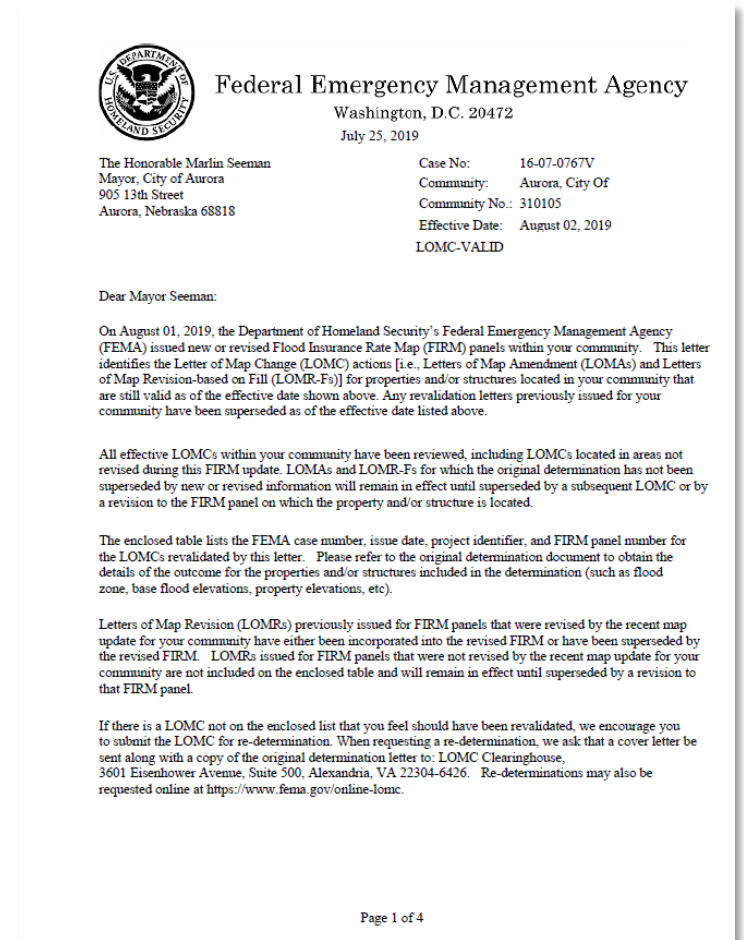 U.S. DEPARTMENT OF
HOMELAND SECURITY
Federal Emergency Management Agency
Washington, D.C. 20472
July 25, 2019
The Honorable Marlin Seeman
Mayor, City of Aurora
905 13th Street
Aurora, Nebraska 68818
Case No: 16-07-0767V
Community: Aurora, City Of
Community No.: 310105
Effective Date: August 02, 2019
LOMC-VALID
Dear Mayor Seeman:
On August 01, 2019, the Department of Homeland Security's Federal Emergency Management Agency
(FEMA) issued new or revised Flood Insurance Rate Map (FIRM) panels within your community. This letter
identifies the Letter of Map Change (LOMC) actions [i.e., Letters of Map Amendment (LOMAs) and Letters
of Map Revision-based on Fill (LOMR-Fs)] for properties and/or structures located in your community that
are still valid as of the effective date shown above. Any revalidation letters previously issued for your
community have been superseded as of the effective date listed above.
All effective LOMCs within your community have been reviewed, including LOMCs located in areas not
revised during this FIRM update. LOMAs and LOMR-Fs for which the original determination has not been
superseded by new or revised information will remain in effect until superseded by a subsequent LOMC or by
a revision to the FIRM panel on which the property and/or structure is located.
The enclosed table lists the FEMA case number, issue date, project identifier, and FIRM panel number for
the LOMCs revalidated by this letter. Please refer to the original determination document to obtain the
details of the outcome for the properties and/or structures included in the determination (such as flood
zone, base flood elevations, property elevations, etc).
Letters of Map Revision (LOMRs) previously issued for FIRM panels that were revised by the recent map
update for your community have either been incorporated into the revised FIRM or have been superseded by
the revised FIRM. LOMRs issued for FIRM panels that were not revised by the recent map update for your
community are not included on the enclosed table and will remain in effect until superseded by a revision to
that FIRM panel.
If there is a LOMC not on the enclosed list that you feel should have been revalidated, we encourage you
to submit the LOMC for re-determination. When requesting a re-determination, we ask that a cover letter be
sent along with a copy of the original determination letter to: LOMC Clearinghouse,
3601 Eisenhower Avenue, Suite 500, Alexandria, VA 22304-6426. Re-determinations may also be
requested online at https://www.fema.gov/online-lomc.
Page 1 of 4